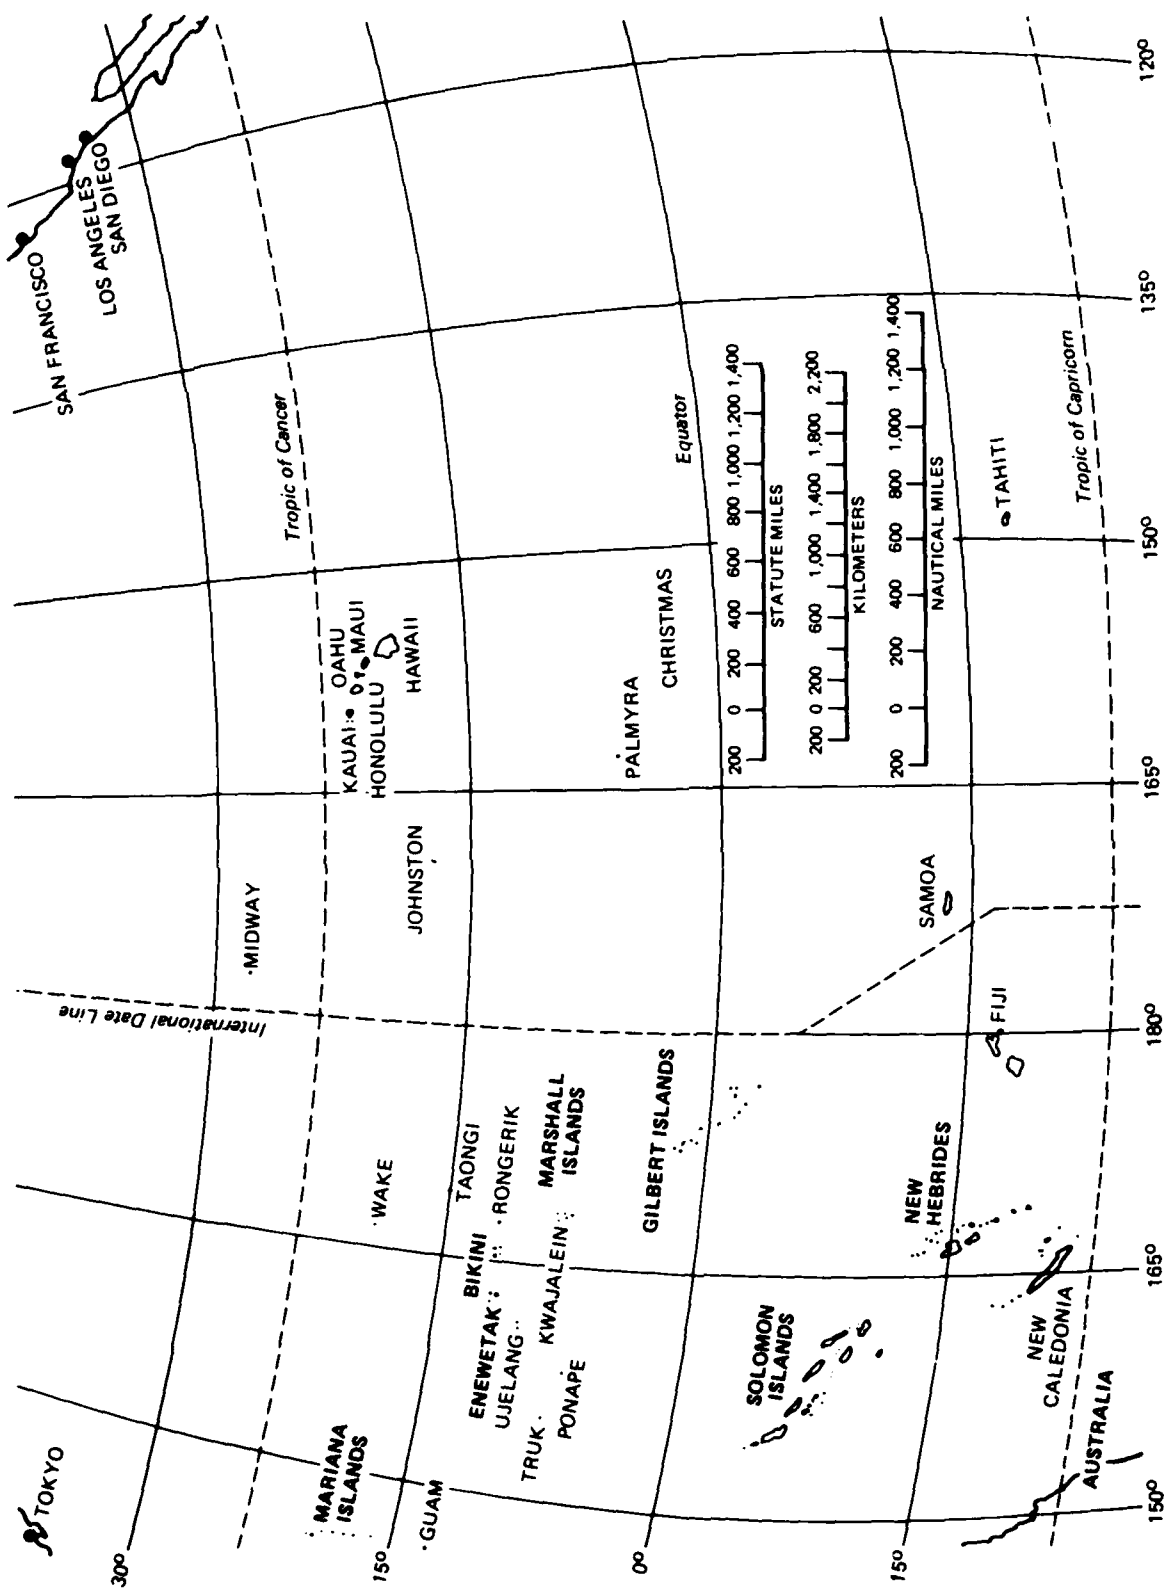 TOKYO
SAN FRANCISCO
LOS ANGELES
SAN DIEGO
30°
International Date Line
MIDWAY
Tropic of Cancer
MARIANA
ISLANDS
WAKE
KAUAI
OAHU
HONOLULU
MAUI
HAWAII
15°
GUAM
JOHNSTON
TAONGI
BIKINI
RONGERIK
ENEWETAK
UJELANG
TRUK
KWAJALEIN
PONAPE
MARSHALL
ISLANDS
PALMYRA
CHRISTMAS
0°
GILBERT ISLANDS
Equator
200 0 200 400 600 800 1,000 1,200 1,400
STATUTE MILES
SOLOMON
ISLANDS
200 0 200 600 1,000 1,400 1,800 2,200
KILOMETERS
200 0 200 400 600 800 1,000 1,200 1,400
NAUTICAL MILES
15°
NEW
HEBRIDES
SAMOA
FIJI
TAHITI
NEW
CALEDONIA
Tropic of Capricorn
AUSTRALIA
150°
165°
180°
165°
150°
135°
120°